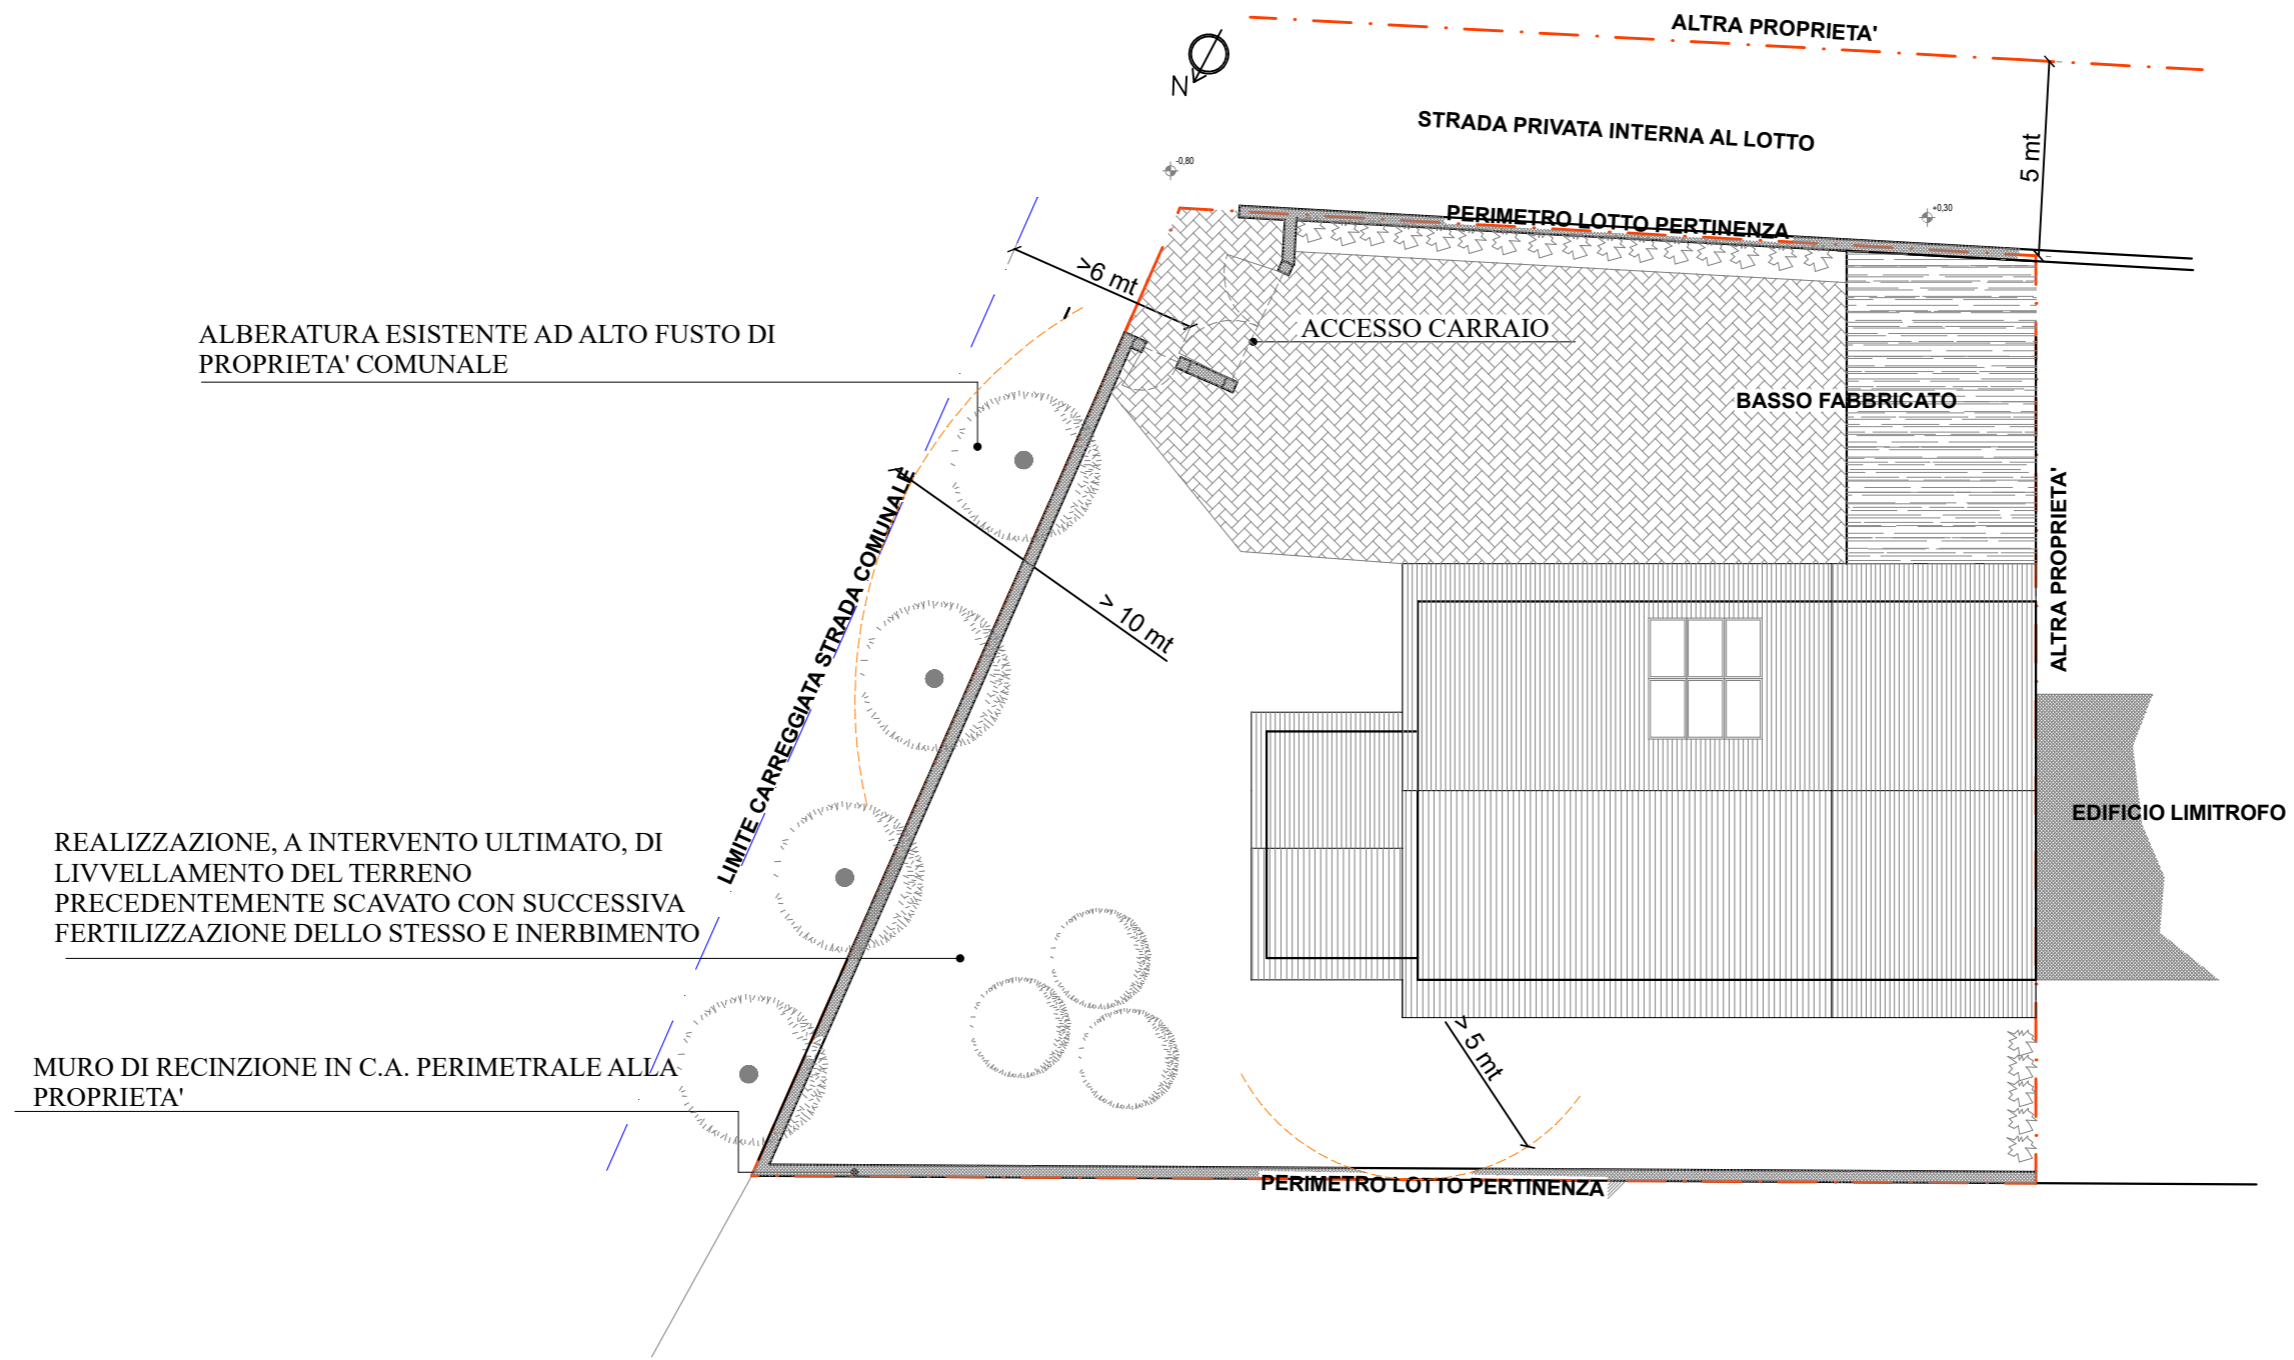 ALTRA PROPRIETA'
N
STRADA PRIVATA INTERNA AL LOTTO
5 mt
-0,80
+0,30
PERIMETRO LOTTO PERTINENZA
>6 mt
ACCESSO CARRAIO
ALBERATURA ESISTENTE AD ALTO FUSTO DI
PROPRIETA' COMUNALE
BASSO FABBRICATO
ALTRA PROPRIETA'
LIMITE CARREGGIATA STRADA COMUNALE
> 10 mt
EDIFICIO LIMITROFO
REALIZZAZIONE, A INTERVENTO ULTIMATO, DI
LIVVELLAMENTO DEL TERRENO
PRECEDENTEMENTE SCAVATO CON SUCCESSIVA
FERTILIZZAZIONE DELLO STESSO E INERBIMENTO
> 5 mt
MURO DI RECINZIONE IN C.A. PERIMETRALE ALLA
PROPRIETA'
PERIMETRO LOTTO PERTINENZA